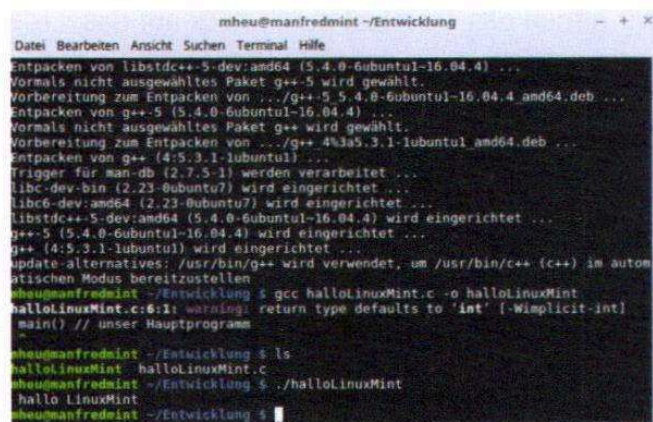 mheu@manfredmint ~/Entwicklung
Datei Bearbeiten Ansicht Suchen Terminal Hilfe
Entpacken von libstdc++-5-dev:amd64 (5.4.0-6ubuntu1~16.04.4) ...
Vormals nicht ausgewähltes Paket g++-5 wird gewählt.
Vorbereitung zum Entpacken von .../g++-5_5.4.0-6ubuntu1~16.04.4_amd64.deb ...
Entpacken von g++-5 (5.4.0-6ubuntu1~16.04.4) ...
Vormals nicht ausgewähltes Paket g++ wird gewählt.
Vorbereitung zum Entpacken von .../g++_4%3a5.3.1-1ubuntu1_amd64.deb ...
Entpacken von g++ (4:5.3.1-1ubuntu1) ...
Trigger für man-db (2.7.5-1) werden verarbeitet ...
libc-dev-bin (2.23-0ubuntu7) wird eingerichtet ...
libc6-dev:amd64 (2.23-0ubuntu7) wird eingerichtet ...
libstdc++-5-dev:amd64 (5.4.0-6ubuntu1~16.04.4) wird eingerichtet ...
g++-5 (5.4.0-6ubuntu1~16.04.4) wird eingerichtet ...
g++ (4:5.3.1-1ubuntu1) wird eingerichtet ...
update-alternatives: /usr/bin/g++ wird verwendet, um /usr/bin/c++ (c++) im autom
atischen Modus bereitzustellen
mheu@manfredmint ~/Entwicklung $ gcc halloLinuxMint.c -o halloLinuxMint
halloLinuxMint.c:6:1: warning: return type defaults to ‘int’ [-Wimplicit-int]
main() // unser Hauptprogramm
^
mheu@manfredmint ~/Entwicklung $ ls
halloLinuxMint halloLinuxMint.c
mheu@manfredmint ~/Entwicklung $ ./halloLinuxMint
hallo LinuxMint
mheu@manfredmint ~/Entwicklung $